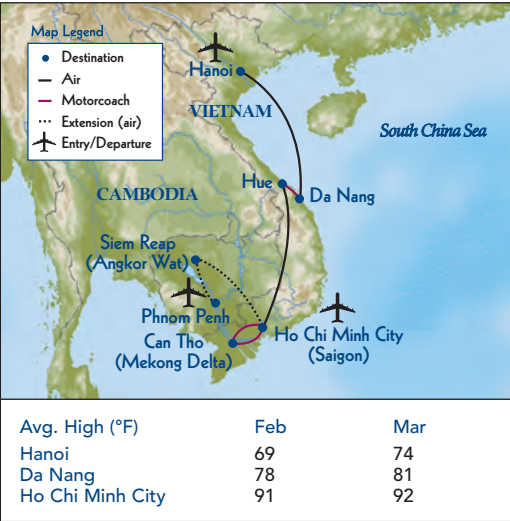 Map Legend
Destination
Air
Motorcoach
Extension (air)
Entry/Departure
Hanoi
VIETNAM
South China Sea
Hue
Da Nang
CAMBODIA
Siem Reap
(Angkor Wat)
Phnom Penh
Can Tho
(Mekong Delta)
Ho Chi Minh City
(Saigon)
Avg. High (°F) Feb Mar
Hanoi 69 74
Da Nang 78 81
Ho Chi Minh City 91 92